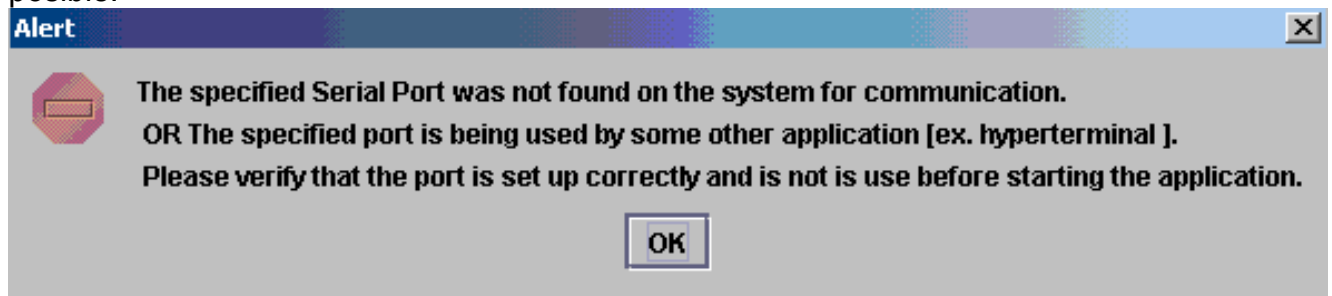 Alert
The specified Serial Port was not found on the system for communication.
OR The specified port is being used by some other application [ex. hyperterminal ].
Please verify that the port is set up correctly and is not is use before starting the application.
OK